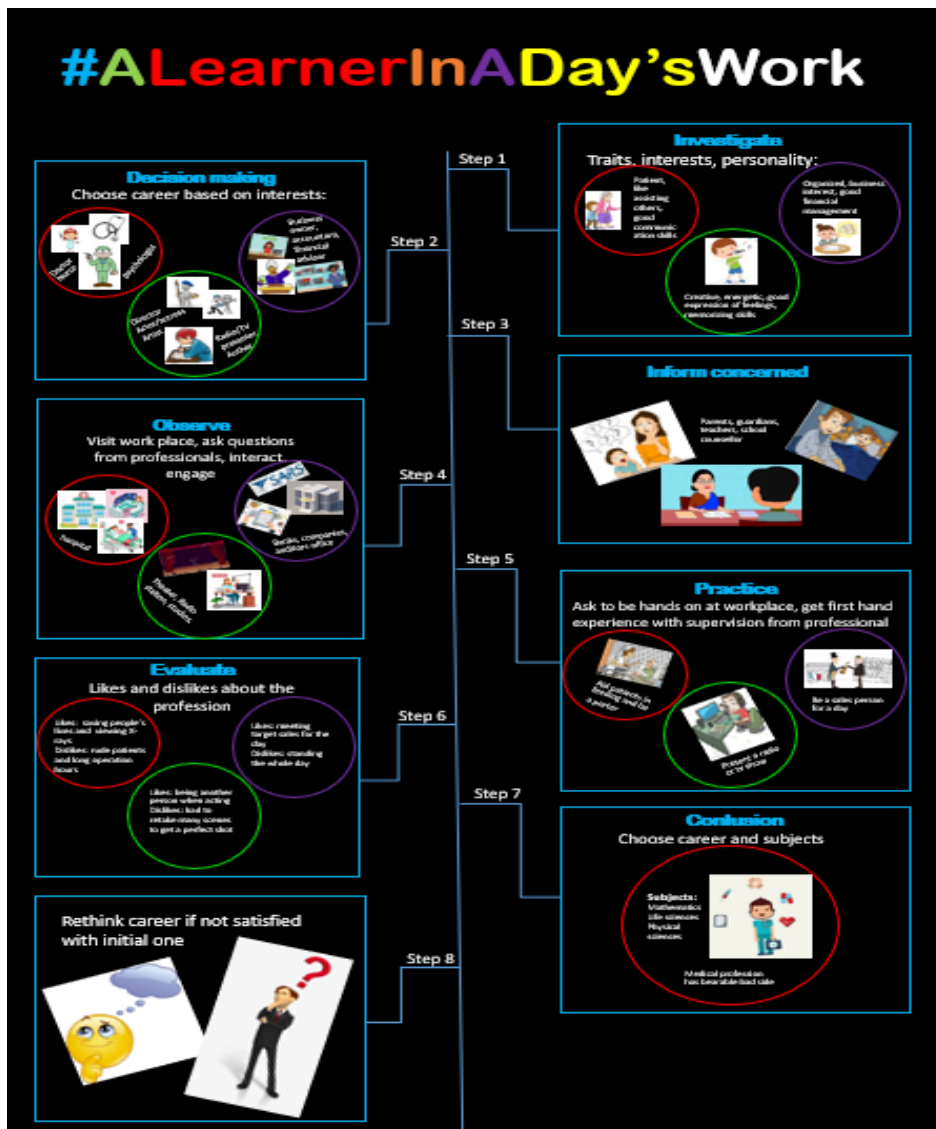 #ALearnerInADay'sWork
Step 1
Investigate
Traits, interests, personality:
Patient,
like
assisting
others,
good
communic
ation skills
Organized, business
interest, good
financial
management
Creative, energetic, good
expression of feelings,
memorizing skills
Step 2
Decision making
Choose career based on interests:
Doctor
Nurse
psychologist
Business
owner,
accountant,
financial
advisor
Director
Actor/Actress
Artist
Radio/TV
presenter
Author
Step 3
Inform concerned
Parents, guardians,
teachers, school
counsellor
Step 4
Observe
Visit work place, ask questions
from professionals, interact,
engage
hospital
SARS
Banks, companies,
auditors office
Theater, Radio
station, studios
Step 5
Practice
Ask to be hands on at workplace, get first hand
experience with supervision from professional
Aid patients in
feeding and be
a porter
Be a sales person
for a day
Present a radio
or tv show
Step 6
Evaluate
Likes and dislikes about the
profession
Likes: saving people's
lives and viewing X-
rays
Dislikes: rude patients
and long operation
hours
Likes: meeting
target sales for the
day
Dislikes: standing
the whole day
Likes: being another
person when acting
Dislikes: had to
retake many scenes
to get a perfect shot
Step 7
Conlusion
Choose career and subjects
Subjects:
Mathematics
Life sciences
Physical
sciences
Medical profession
has bearable bad side
Step 8
Rethink career if not satisfied
with initial one